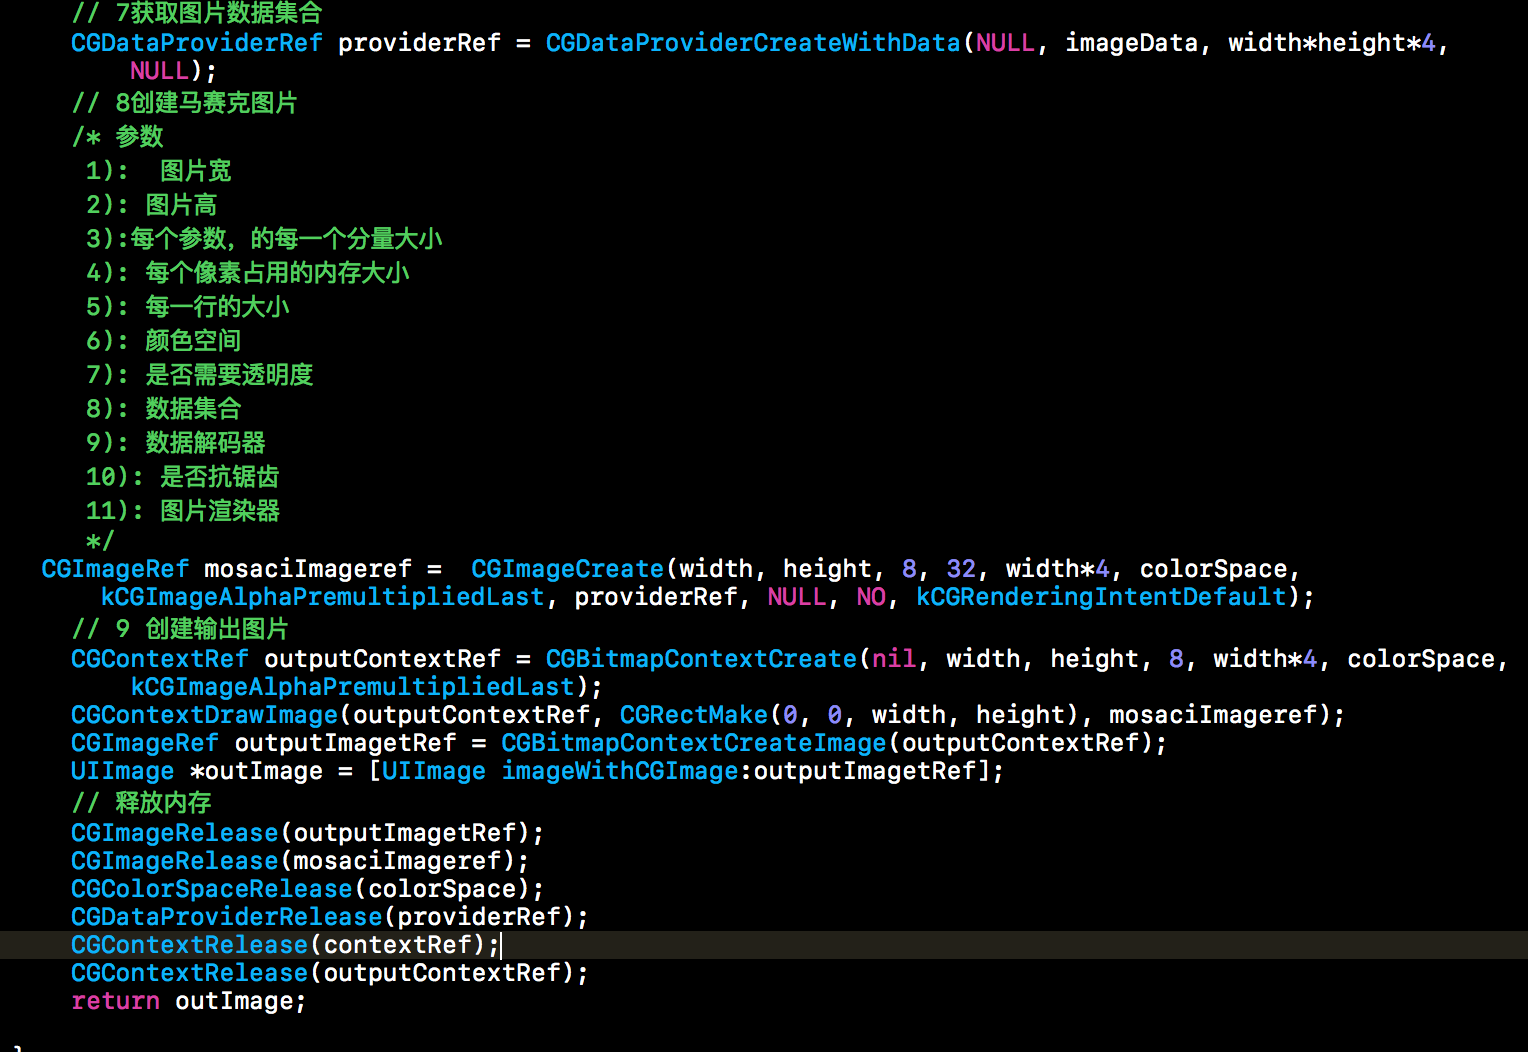 // 7获取图片数据集合
CGDataProviderRef providerRef = CGDataProviderCreateWithData(NULL, imageData, width*height*4,
NULL);
// 8创建马赛克图片
/* 参数
1): 图片宽
2): 图片高
3):每个参数，的每一个分量大小
4): 每个像素占用的内存大小
5): 每一行的大小
6): 颜色空间
7): 是否需要透明度
8): 数据集合
9): 数据解码器
10): 是否抗锯齿
11): 图片渲染器
*/
CGImageRef mosaciImageref = CGImageCreate(width, height, 8, 32, width*4, colorSpace,
kCGImageAlphaPremultipliedLast, providerRef, NULL, NO, kCGRenderingIntentDefault);
// 9 创建输出图片
CGContextRef outputContextRef = CGBitmapContextCreate(nil, width, height, 8, width*4, colorSpace,
kCGImageAlphaPremultipliedLast);
CGContextDrawImage(outputContextRef, CGRectMake(0, 0, width, height), mosaciImageref);
CGImageRef outputImagetRef = CGBitmapContextCreateImage(outputContextRef);
UIImage *outImage = [UIImage imageWithCGImage:outputImagetRef];
// 释放内存
CGImageRelease(outputImagetRef);
CGImageRelease(mosaciImageref);
CGColorSpaceRelease(colorSpace);
CGDataProviderRelease(providerRef);
CGContextRelease(contextRef);
CGContextRelease(outputContextRef);
return outImage;